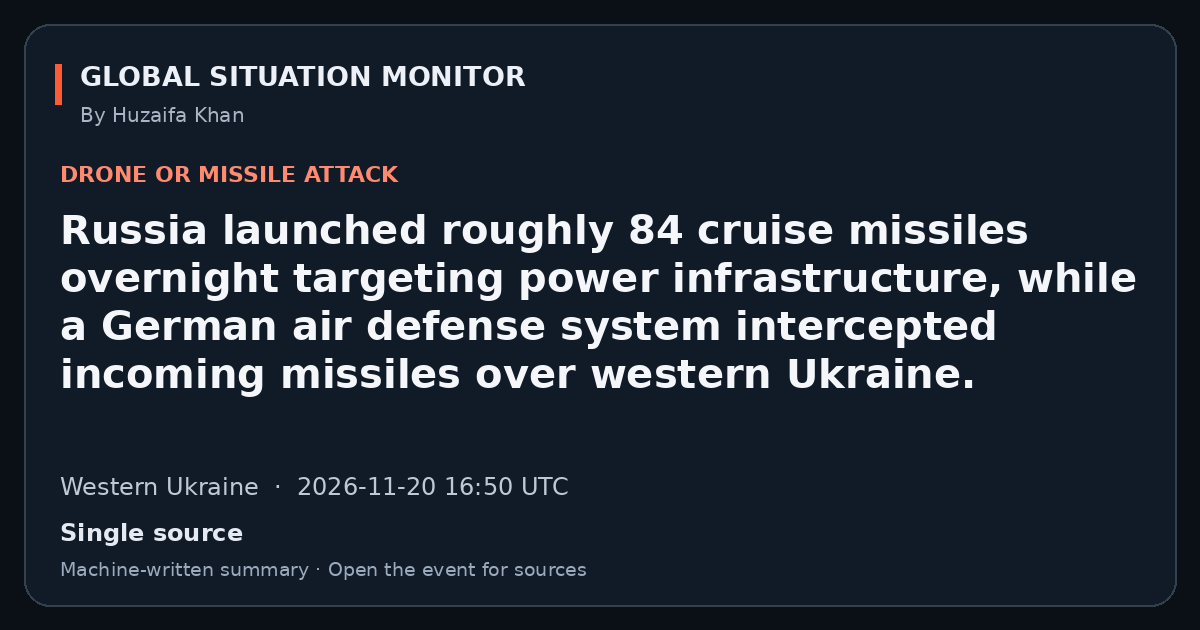 GLOBAL SITUATION MONITOR
By Huzaifa Khan
DRONE OR MISSILE ATTACK
Russia launched roughly 84 cruise missiles
overnight targeting power infrastructure, while
a German air defense system intercepted
incoming missiles over western Ukraine.
Western Ukraine · 2026-11-20 16:50 UTC
Single source
Machine-written summary · Open the event for sources